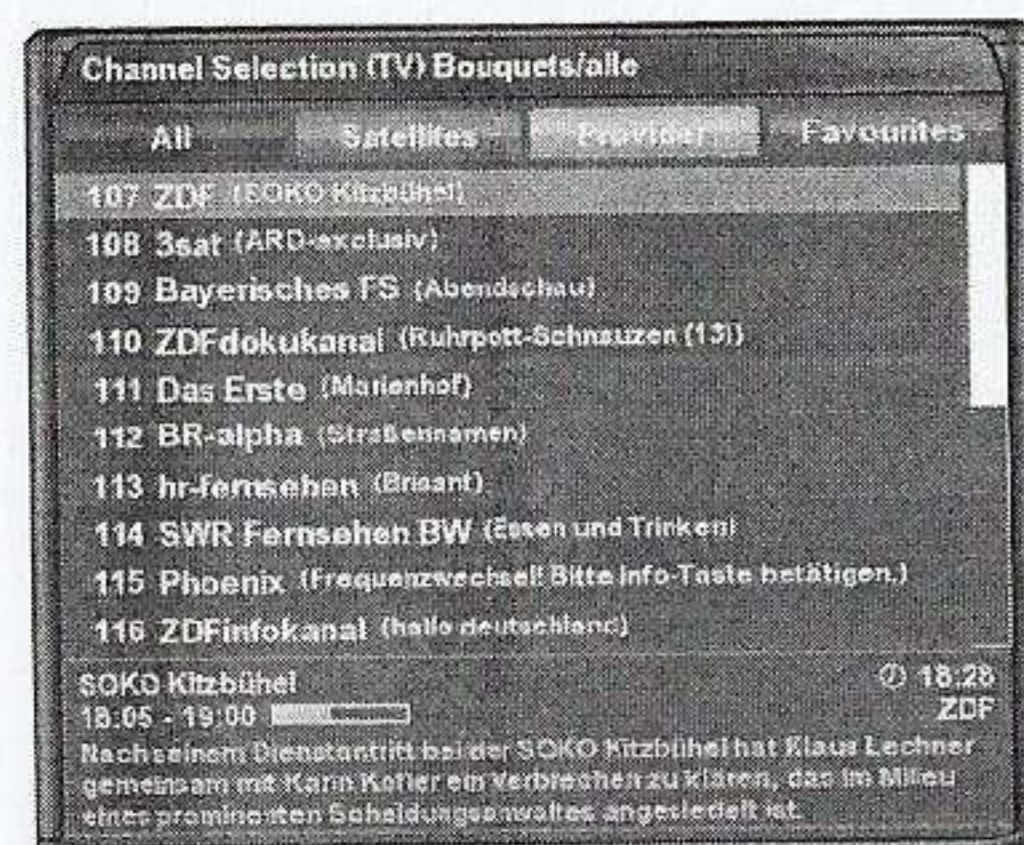 Channel Selection (TV) Bouquets/alle
All Satellites Provider Favourites
107 ZDF (SOKO Kitzbühel)
108 3sat (ARD-exclusiv)
109 Bayerisches FS (Abendschau)
110 ZDFdokukanal (Ruhrpott-Schnauzen (13))
111 Das Erste (Marienhof)
112 BR-alpha (Straßennamen)
113 hr-fernsehen (Brisant)
114 SWR Fernsehen BW (Essen und Trinken)
115 Phoenix (Frequenzwechsel! Bitte Info-Taste betätigen.)
116 ZDFinfokanal (hallo deutschland)
SOKO Kitzbühel 18:28
18:05 - 19:00 ZDF
Nach seinem Dienstantritt bei der SOKO Kitzbühel hat Klaus Lechner
gemeinsam mit Karin Kofler ein Verbrechen zu klären, das im Milieu
eines prominenten Scheidungsanwaltes angesiedelt ist.